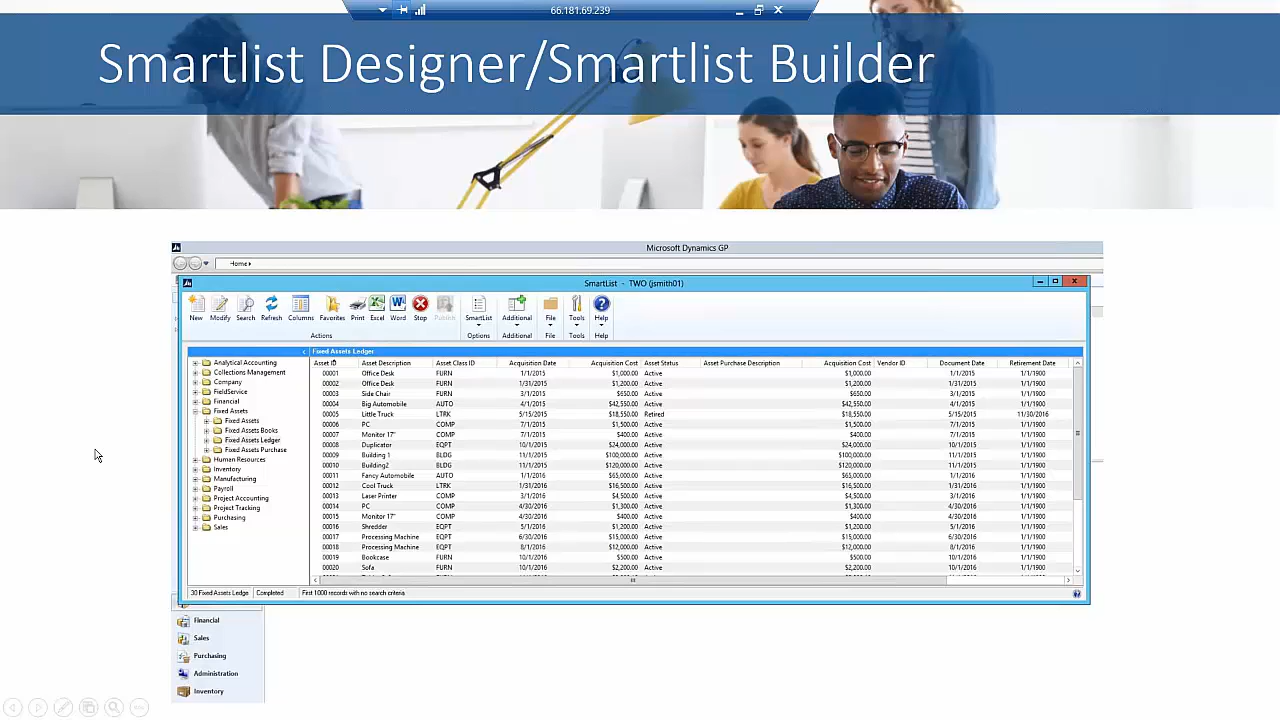 66.181.69.239
Smartlist Designer/Smartlist Builder
Microsoft Dynamics GP
Home
SmartList - TWO (jsmith01)
New Modify Search Refresh Columns Favorites Print Excel Word Stop Publish SmartList Additional File Tools Help
Actions Options Additional File Tools Help
Fixed Assets Ledger
Analytical Accounting
Collections Management
Company
FieldService
Financial
Fixed Assets
Fixed Assets
Fixed Assets Books
Fixed Assets Ledger
Fixed Assets Purchase
Human Resources
Inventory
Manufacturing
Payroll
Project Accounting
Project Tracking
Purchasing
Sales
Asset ID Asset Description Asset Class ID Acquisition Date Acquisition Cost Asset Status Asset Purchase Description Acquisition Cost Vendor ID Document Date Retirement Date
00001 Office Desk FURN 1/1/2015 $1,000.00 Active $1,000.00 1/1/2015 1/1/1900
00002 Office Desk FURN 1/31/2015 $1,200.00 Active $1,200.00 1/31/2015 1/1/1900
00003 Side Chair FURN 3/1/2015 $650.00 Active $650.00 3/1/2015 1/1/1900
00004 Big Automobile AUTO 4/1/2015 $42,550.00 Active $42,550.00 4/1/2015 1/1/1900
00005 Little Truck LTRK 5/15/2015 $18,550.00 Retired $18,550.00 5/15/2015 11/30/2016
00006 PC COMP 7/1/2015 $1,500.00 Active $1,500.00 7/1/2015 1/1/1900
00007 Monitor 17" COMP 7/1/2015 $400.00 Active $400.00 7/1/2015 1/1/1900
00008 Duplicator EQPT 10/1/2015 $24,000.00 Active $24,000.00 10/1/2015 1/1/1900
00009 Building 1 BLDG 11/1/2015 $100,000.00 Active $100,000.00 11/1/2015 1/1/1900
00010 Building2 BLDG 11/1/2015 $120,000.00 Active $120,000.00 11/1/2015 1/1/1900
00011 Fancy Automobile AUTO 1/1/2016 $65,000.00 Active $65,000.00 1/1/2016 1/1/1900
00012 Cool Truck LTRK 1/31/2016 $16,500.00 Active $16,500.00 1/31/2016 1/1/1900
00013 Laser Printer COMP 3/1/2016 $4,500.00 Active $4,500.00 3/1/2016 1/1/1900
00014 PC COMP 4/30/2016 $1,000.00 Active $1,000.00 4/30/2016 1/1/1900
00015 Monitor 17" COMP 4/30/2016 $400.00 Active $400.00 4/30/2016 1/1/1900
00016 Shredder EQPT 5/1/2016 $1,200.00 Active $1,200.00 5/1/2016 1/1/1900
00017 Processing Machine EQPT 6/30/2016 $15,000.00 Active $15,000.00 6/30/2016 1/1/1900
00018 Processing Machine EQPT 8/1/2016 $12,000.00 Active $12,000.00 8/1/2016 1/1/1900
00019 Bookcase FURN 10/1/2016 $500.00 Active $500.00 10/1/2016 1/1/1900
00020 Sofa FURN 10/1/2016 $2,200.00 Active $2,200.00 10/1/2016 1/1/1900
30 Fixed Assets Ledge Completed First 1000 records with no search criteria
Financial
Sales
Purchasing
Administration
Inventory